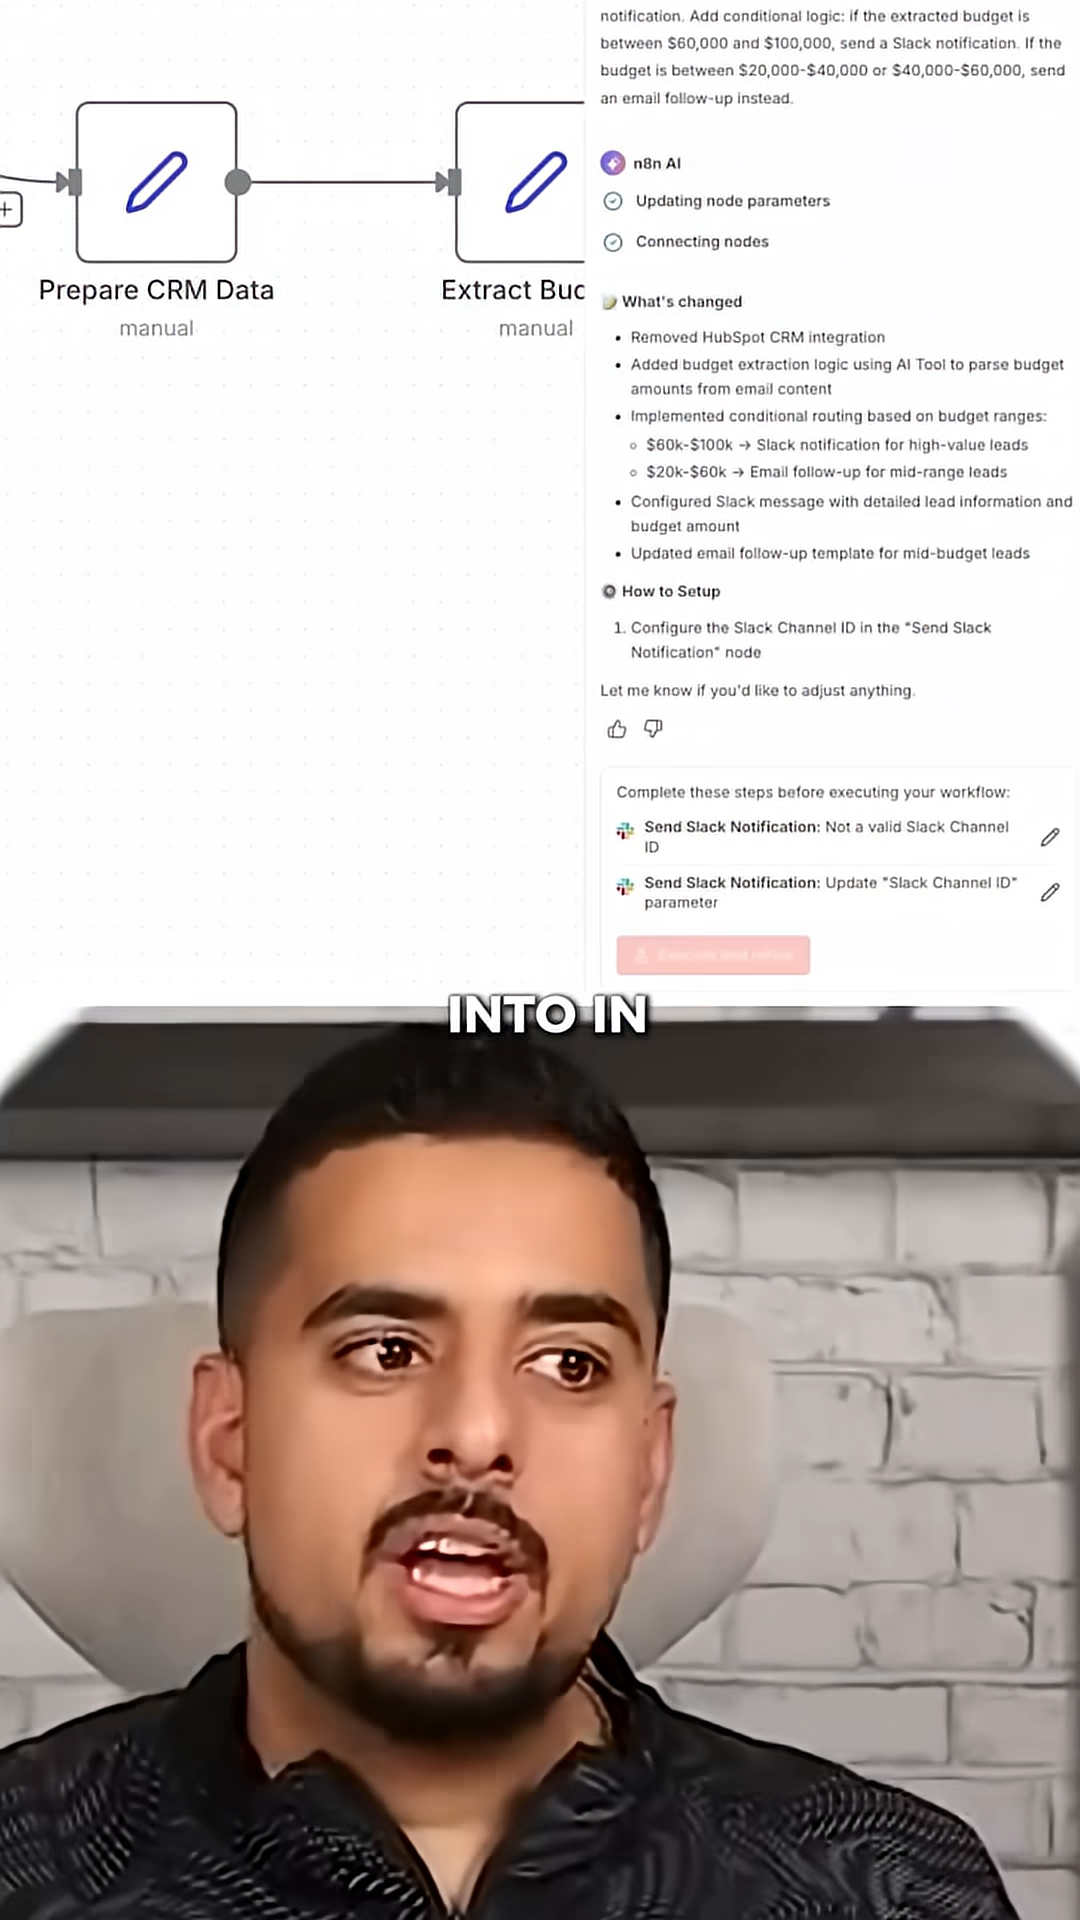 notification. Add conditional logic: if the extracted budget is
between $60,000 and $100,000, send a Slack notification. If the
budget is between $20,000-$40,000 or $40,000-$60,000, send
an email follow-up instead.
n8n AI
Updating node parameters
Connecting nodes
Prepare CRM Data
manual
Extract Bud
manual
What's changed
• Removed HubSpot CRM integration
• Added budget extraction logic using AI Tool to parse budget
amounts from email content
• Implemented conditional routing based on budget ranges:
◦ $60k-$100k → Slack notification for high-value leads
◦ $20k-$60k → Email follow-up for mid-range leads
• Configured Slack message with detailed lead information and
budget amount
• Updated email follow-up template for mid-budget leads
How to Setup
1. Configure the Slack Channel ID in the "Send Slack
Notification" node
Let me know if you'd like to adjust anything.
Complete these steps before executing your workflow:
Send Slack Notification: Not a valid Slack Channel
ID
Send Slack Notification: Update "Slack Channel ID"
parameter
Execute and refine
INTO IN